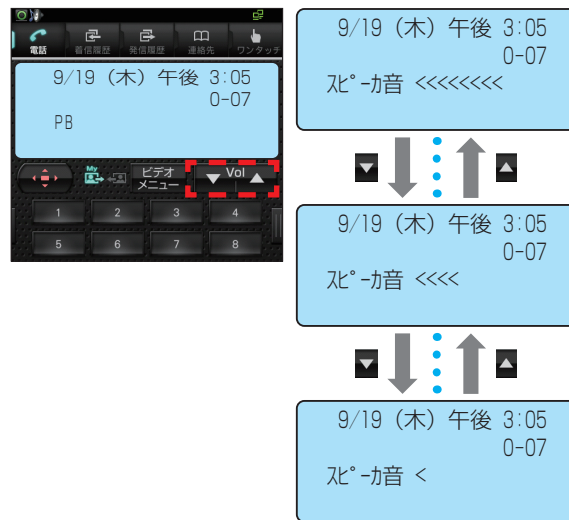 電話 着信履歴 発信履歴 連絡先 ワンタッチ
9/19 (木) 午後 3:05
0-07
PB
My
ビデオ
メニュー
▼ Vol ▲
1 2 3 4
5 6 7 8
9/19 (木) 午後 3:05
0-07
ｽﾋﾟｰｶ音 <<<<<<<<
▼ ▲
9/19 (木) 午後 3:05
0-07
ｽﾋﾟｰｶ音 <<<<
▼ ▲
9/19 (木) 午後 3:05
0-07
ｽﾋﾟｰｶ音 <